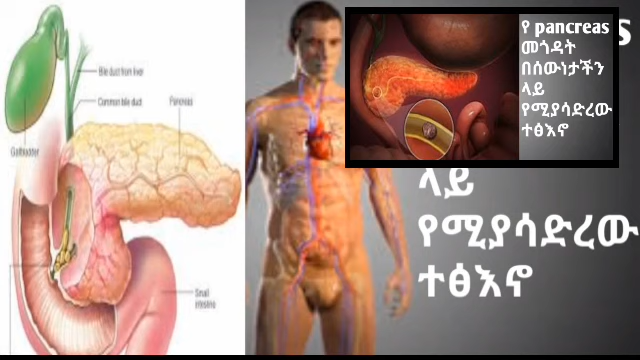 Bile duct from liver
Common bile duct
Pancreas
Gallbladder
Small
intestine
s
የ pancreas
መጎዳት
በሰውነታችን
ላይ
የሚያሳድረው
ተፅእኖ
ላይ
የሚያሳድረው
ተፅእኖ